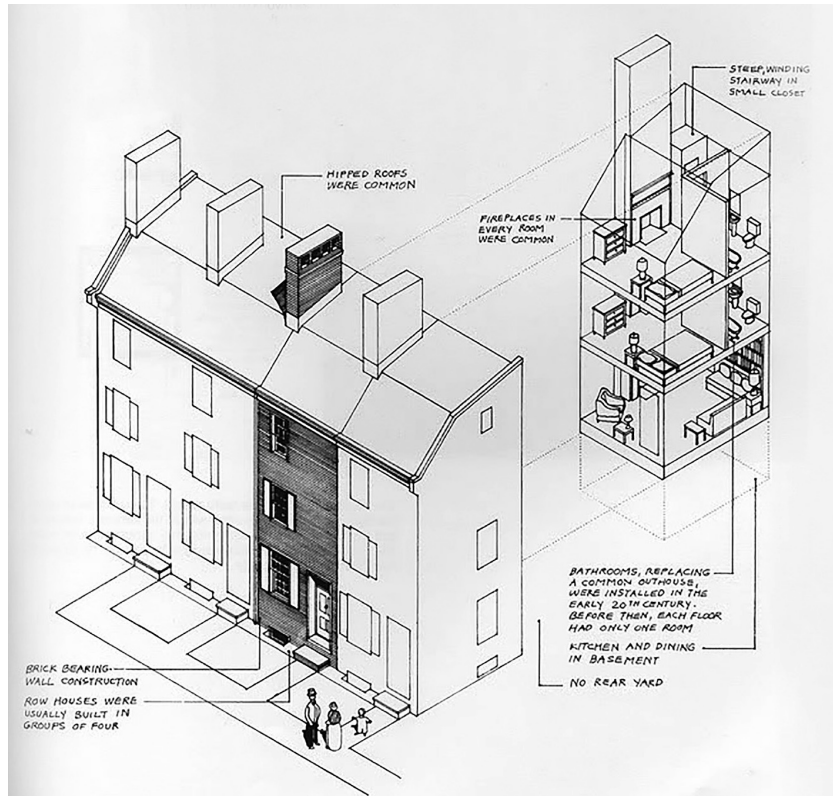 STEEP, WINDING
STAIRWAY IN
SMALL CLOSET
HIPPED ROOFS
WERE COMMON
FIREPLACES IN
EVERY ROOM
WERE COMMON
BATHROOMS, REPLACING
A COMMON OUTHOUSE,
WERE INSTALLED IN THE
EARLY 20TH CENTURY.
BEFORE THEN, EACH FLOOR
HAD ONLY ONE ROOM
KITCHEN AND DINING
IN BASEMENT
NO REAR YARD
BRICK BEARING
WALL CONSTRUCTION
ROW HOUSES WERE
USUALLY BUILT IN
GROUPS OF FOUR